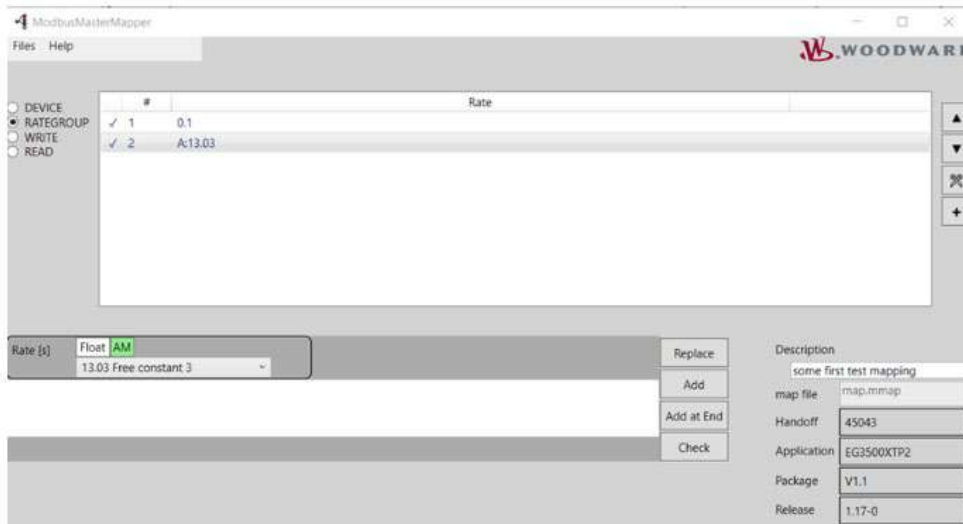 ModbusMasterMapper
Files Help
WOODWARD
DEVICE
RATEGROUP
WRITE
READ
# Rate
✓ 1 0.1
✓ 2 A:13.03
Rate [s]
Float AM
13.03 Free constant 3
Replace
Add
Add at End
Check
Description
some first test mapping
map file map.mmap
Handoff 45043
Application EG3500XTP2
Package V1.1
Release 1.17-0